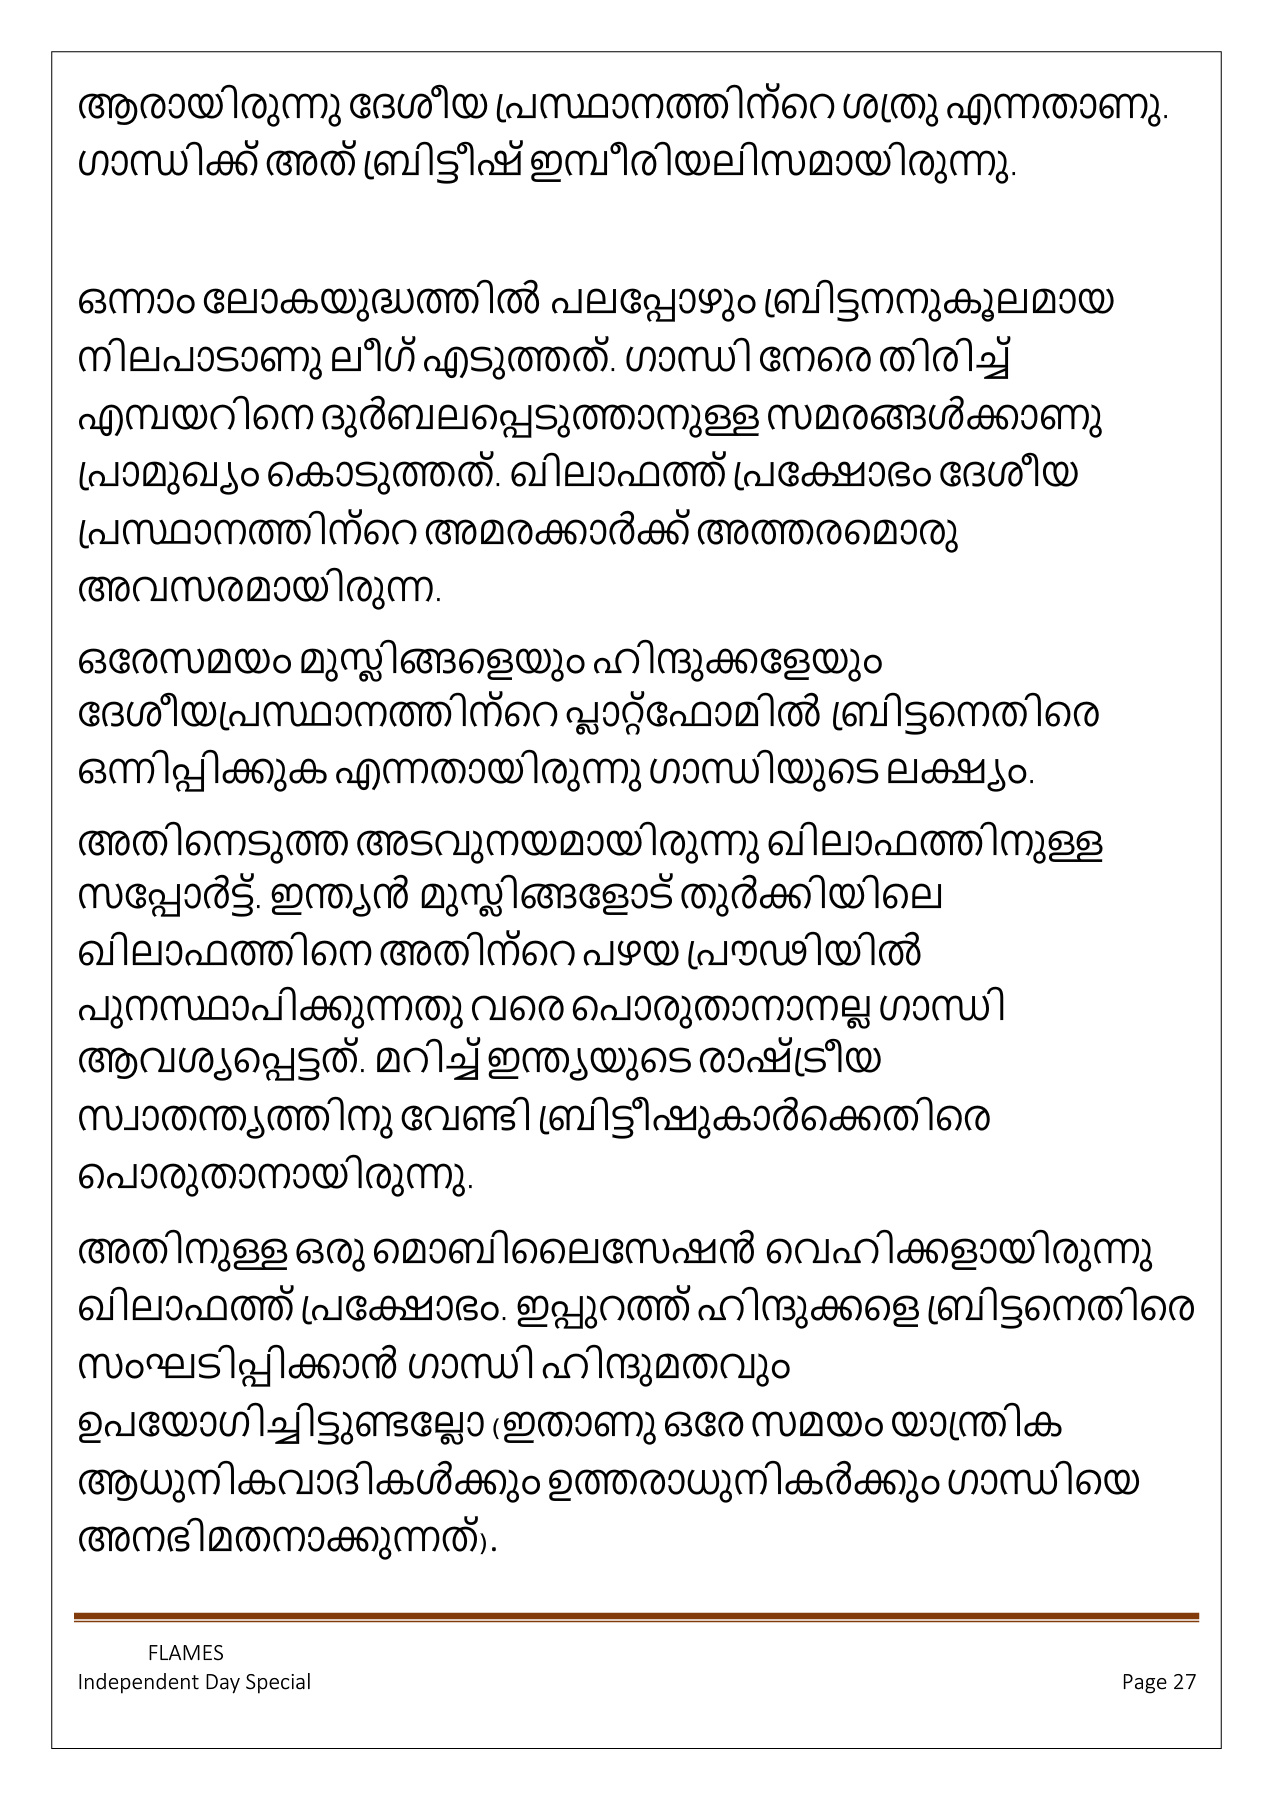 ആരായിരുന്നു ദേശീയ പ്രസ്ഥാനത്തിന്റെ ശത്രു എന്നതാണു.
ഗാന്ധിക്ക് അത് ബ്രിട്ടീഷ് ഇമ്പീരിയലിസമായിരുന്നു.
ഒന്നാം ലോകയുദ്ധത്തിൽ പലപ്പോഴും ബ്രിട്ടനനുകൂലമായ
നിലപാടാണു ലീഗ് എടുത്തത്. ഗാന്ധി നേരെ തിരിച്ച്
എമ്പയറിനെ ദുർബലപ്പെടുത്താനുള്ള സമരങ്ങൾക്കാണു
പ്രാമുഖ്യം കൊടുത്തത്. ഖിലാഫത്ത് പ്രക്ഷോഭം ദേശീയ
പ്രസ്ഥാനത്തിന്റെ അമരക്കാർക്ക് അത്തരമൊരു
അവസരമായിരുന്ന.
ഒരേസമയം മുസ്ലിങ്ങളെയും ഹിന്ദുക്കളേയും
ദേശീയപ്രസ്ഥാനത്തിന്റെ പ്ലാറ്റ്ഫോമിൽ ബ്രിട്ടനെതിരെ
ഒന്നിപ്പിക്കുക എന്നതായിരുന്നു ഗാന്ധിയുടെ ലക്ഷ്യം.
അതിനെടുത്ത അടവുനയമായിരുന്നു ഖിലാഫത്തിനുള്ള
സപ്പോർട്ട്. ഇന്ത്യൻ മുസ്ലിങ്ങളോട് തുർക്കിയിലെ
ഖിലാഫത്തിനെ അതിന്റെ പഴയ പ്രൗഢിയിൽ
പുനസ്ഥാപിക്കുന്നതു വരെ പൊരുതാനാനല്ല ഗാന്ധി
ആവശ്യപ്പെട്ടത്. മറിച്ച് ഇന്ത്യയുടെ രാഷ്ട്രീയ
സ്വാതന്ത്യത്തിനു വേണ്ടി ബ്രിട്ടീഷുകാർക്കെതിരെ
പൊരുതാനായിരുന്നു.
അതിനുള്ള ഒരു മൊബിലൈസേഷൻ വെഹിക്കളായിരുന്നു
ഖിലാഫത്ത് പ്രക്ഷോഭം. ഇപ്പുറത്ത് ഹിന്ദുക്കളെ ബ്രിട്ടനെതിരെ
സംഘടിപ്പിക്കാൻ ഗാന്ധി ഹിന്ദുമതവും
ഉപയോഗിച്ചിട്ടുണ്ടല്ലോ (ഇതാണു ഒരേ സമയം യാന്ത്രിക
ആധുനികവാദികൾക്കും ഉത്തരാധുനികർക്കും ഗാന്ധിയെ
അനഭിമതനാക്കുന്നത്).
FLAMES
Independent Day Special
Page 27